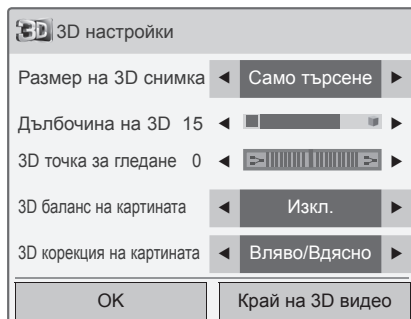 3D 3D настройки
Размер на 3D снимка Само търсене
Дълбочина на 3D 15
3D точка за гледане 0
3D баланс на картината Изкл.
3D корекция на картината Вляво/Вдясно
OK Край на 3D видео